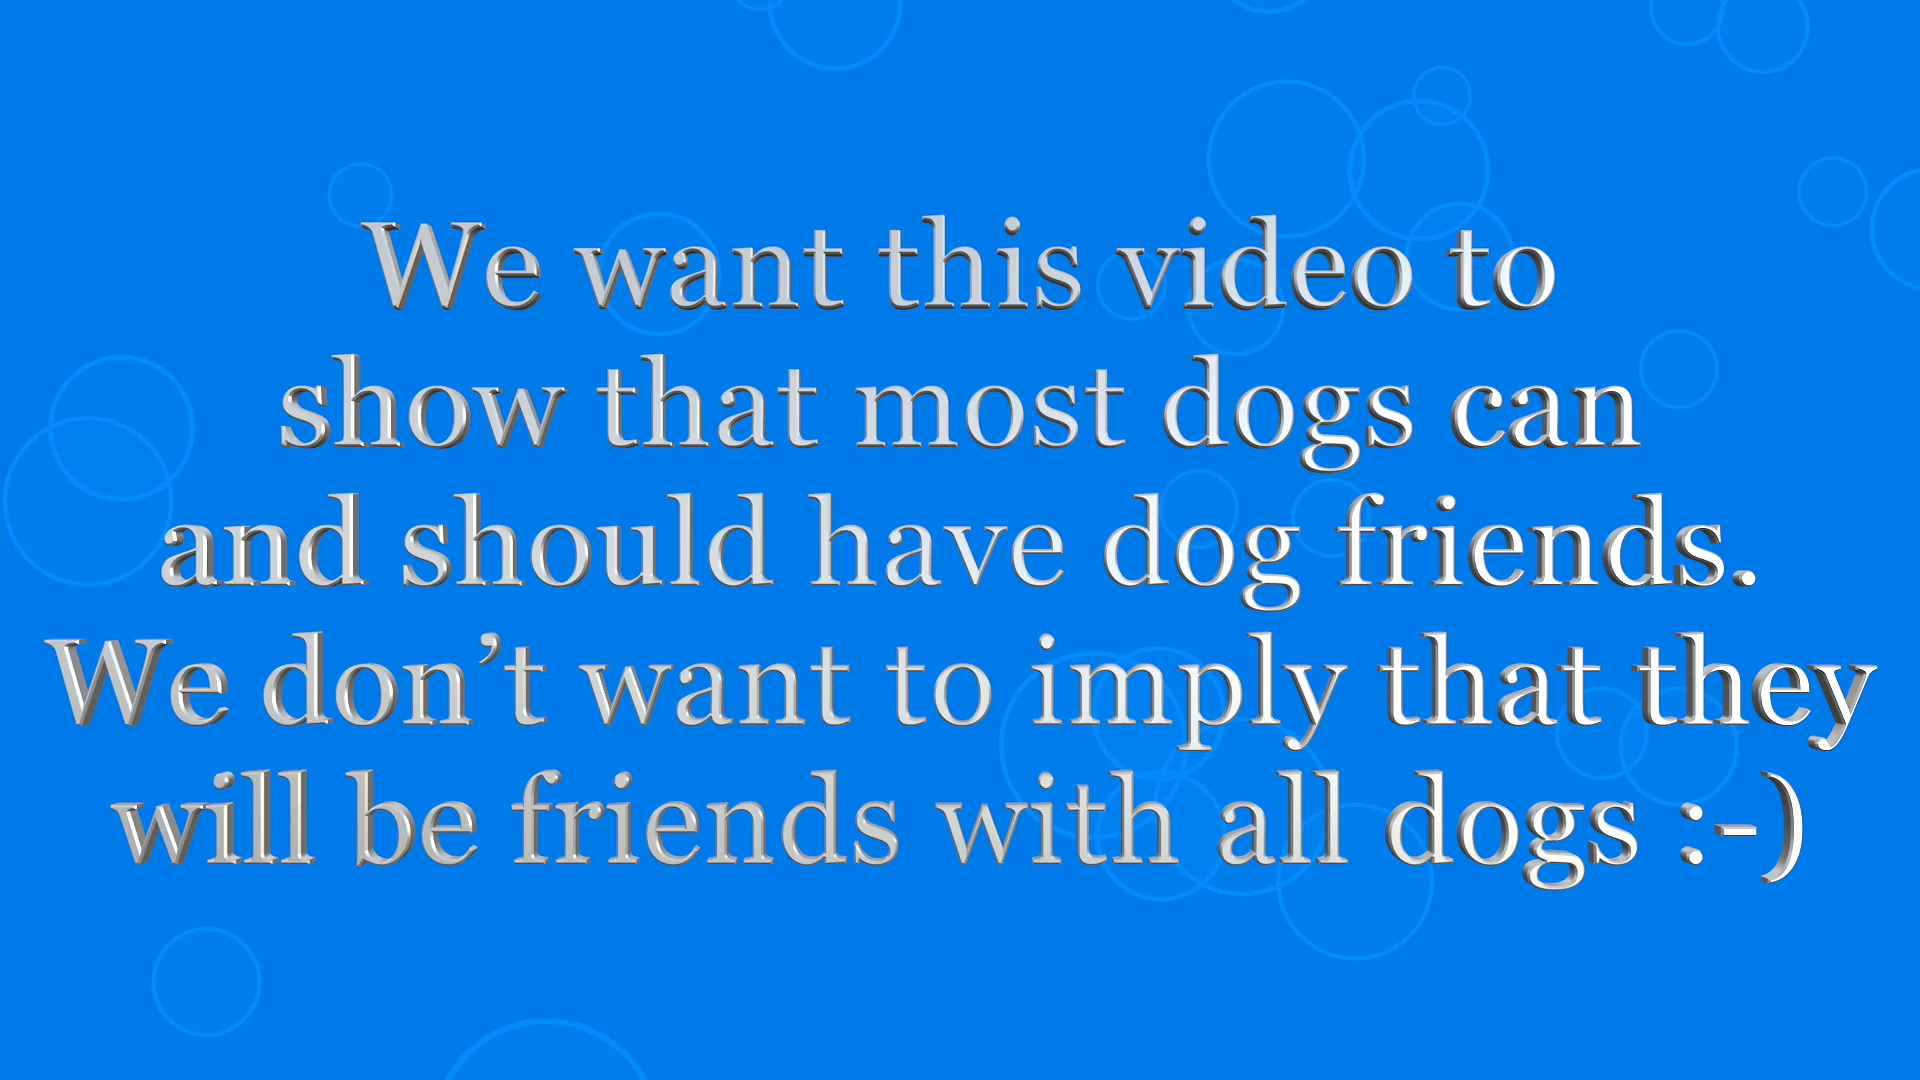 We want this video to
show that most dogs can
and should have dog friends.
We don’t want to imply that they
will be friends with all dogs :-)